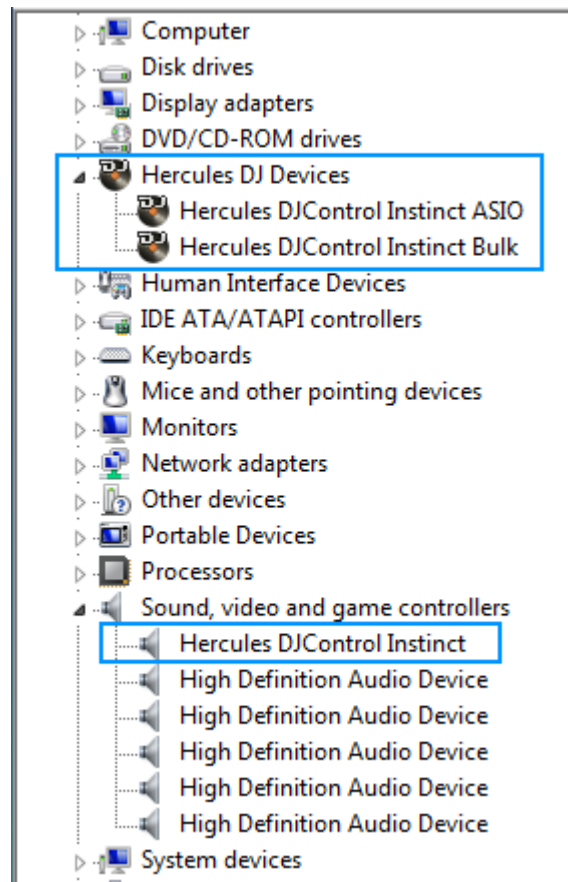 Computer
Disk drives
Display adapters
DVD/CD-ROM drives
Hercules DJ Devices
Hercules DJControl Instinct ASIO
Hercules DJControl Instinct Bulk
Human Interface Devices
IDE ATA/ATAPI controllers
Keyboards
Mice and other pointing devices
Monitors
Network adapters
Other devices
Portable Devices
Processors
Sound, video and game controllers
Hercules DJControl Instinct
High Definition Audio Device
High Definition Audio Device
High Definition Audio Device
High Definition Audio Device
High Definition Audio Device
System devices